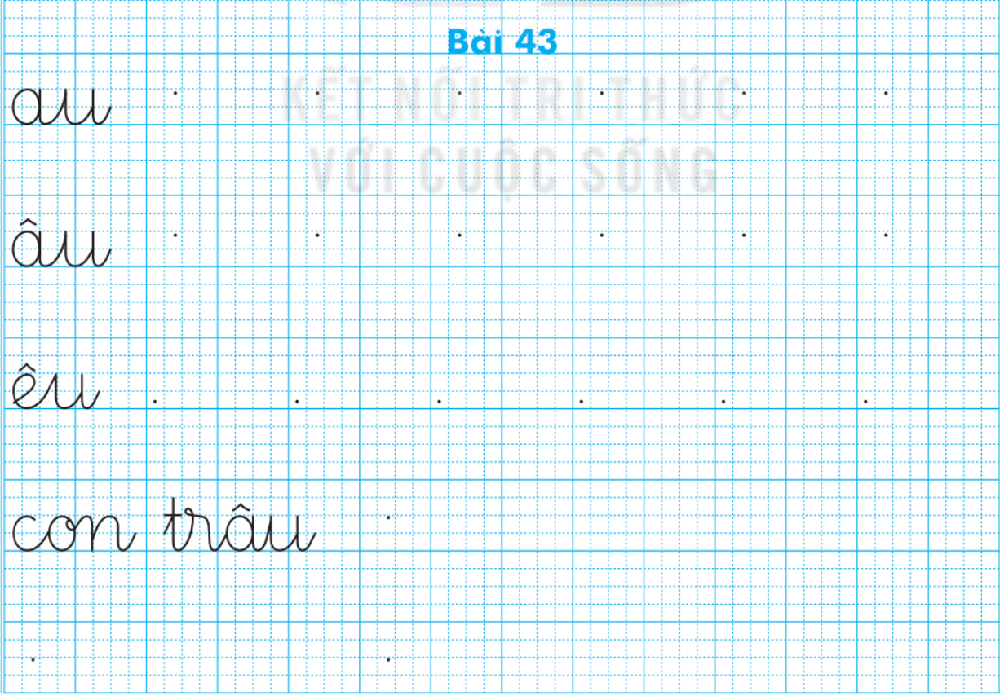 Bài 43
KẾT NỐI TRI THỨC
VỚI CUỘC SỐNG
au
âu
êu
con trâu